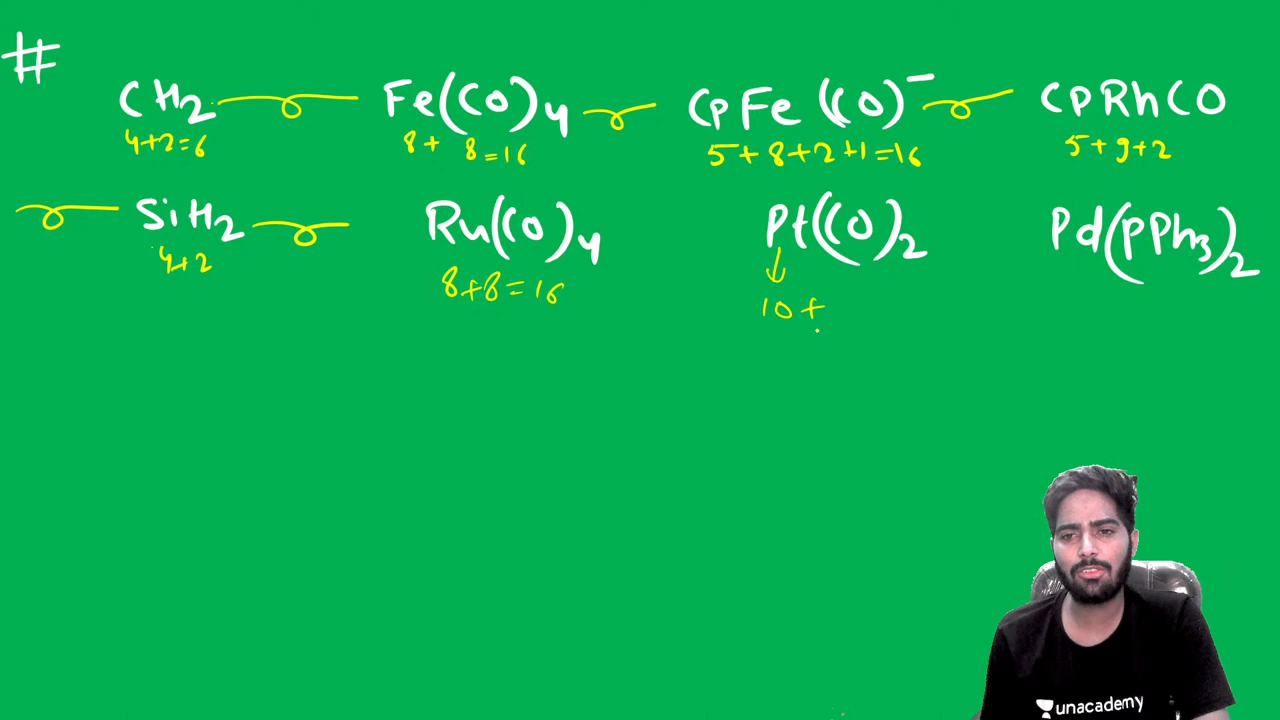 #
CH2 Fe(CO)4 CpFe(CO)⁻ CpRhCO
4+2=6 8+ 8=16 5+8+2+1=16 5+9+2
SiH2 Ru(CO)4 Pt(CO)2 Pd(PPh3)2
4+2 8+8=16 ↓
10+
unacademy